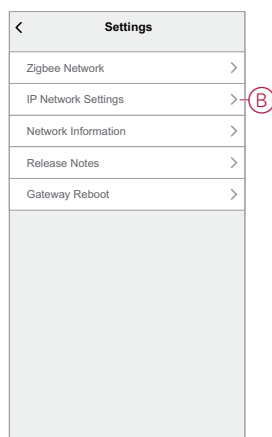 Settings
Zigbee Network
IP Network Settings
B
Network Information
Release Notes
Gateway Reboot